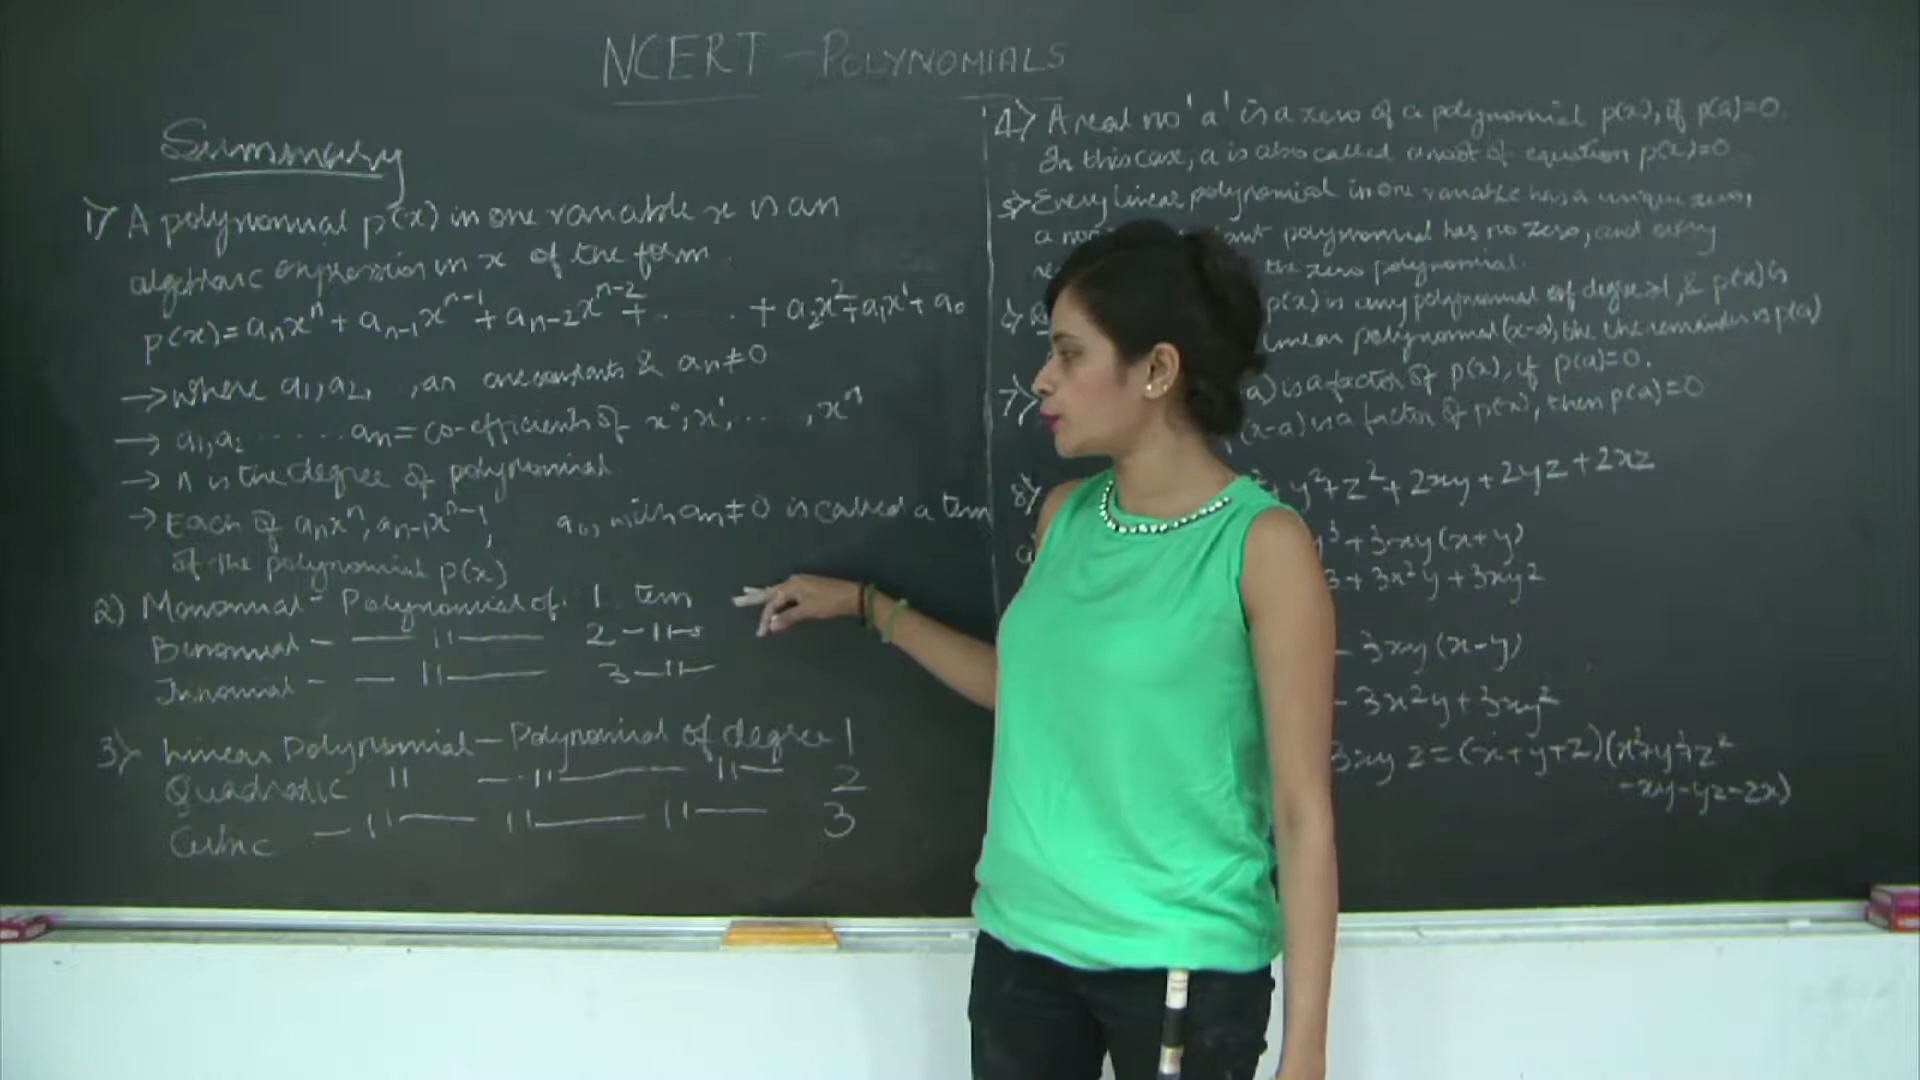 NCERT - POLYNOMIALS
Summary
1) A polynomial p(x) in one variable x is an
algebraic expression in x of the form
p(x) = aₙxⁿ + aₙ₋₁xⁿ⁻¹ + aₙ₋₂xⁿ⁻² + . . . + a₂x² + a₁x¹ + a₀
→ where a₁, a₂, , aₙ are constants & aₙ ≠ 0
→ a₁, a₂ ...... aₙ = co-efficients of x⁰, x¹, ... , xⁿ
→ n is the degree of polynomial
→ Each of aₙxⁿ, aₙ₋₁xⁿ⁻¹, a₀, with aₙ ≠ 0 is called a term
of the polynomial p(x)
2) Monomial - Polynomial of 1 term
Binomial - — 11 — 2 - 11 -
Trinomial - — 11 — 3 - 11 -
3) Linear Polynomial - Polynomial of degree 1
Quadratic 11 — 11 — 11 — 2
Cubic — 11 — 11 — 11 — 3
4) A real no 'a' is a zero of a polynomial p(x), if p(a) = 0.
In this case, a is also called a root of equation p(x) = 0
5) Every linear polynomial in one variable has a unique zero,
a polynomial has no zero, and every
the zero polynomial.
6) p(x) is any polynomial of degree ≥1, & p(x) is
linear polynomial (x-a), the the remainder is p(a)
7) a) is a factor of p(x), if p(a) = 0.
(x-a) is a factor of p(x), then p(a) = 0
8) + y² + z² + 2xy + 2yz + 2xz
y³ + 3xy(x+y)
3 + 3x²y + 3xy²
- 3xy(x-y)
- 3x²y + 3xy²
3xyz = (x+y+z)(x²+y²+z²
-xy-yz-zx)